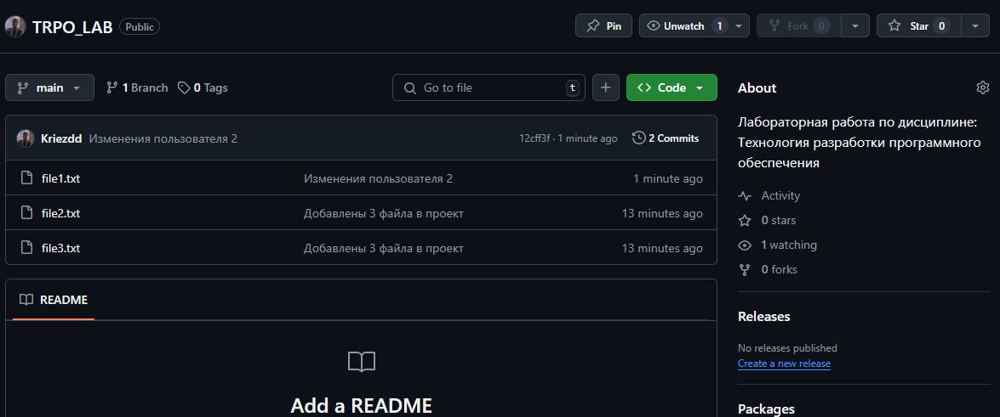 TRPO_LAB Public
Pin
Unwatch 1
Fork 0
Star 0
main
1 Branch
0 Tags
Go to file t
Code
Kriezdd Изменения пользователя 2 12cff3f · 1 minute ago 2 Commits
file1.txt Изменения пользователя 2 1 minute ago
file2.txt Добавлены 3 файла в проект 13 minutes ago
file3.txt Добавлены 3 файла в проект 13 minutes ago
README
Add a README
About
Лабораторная работа по дисциплине:
Технология разработки программного
обеспечения
Activity
0 stars
1 watching
0 forks
Releases
No releases published
Create a new release
Packages